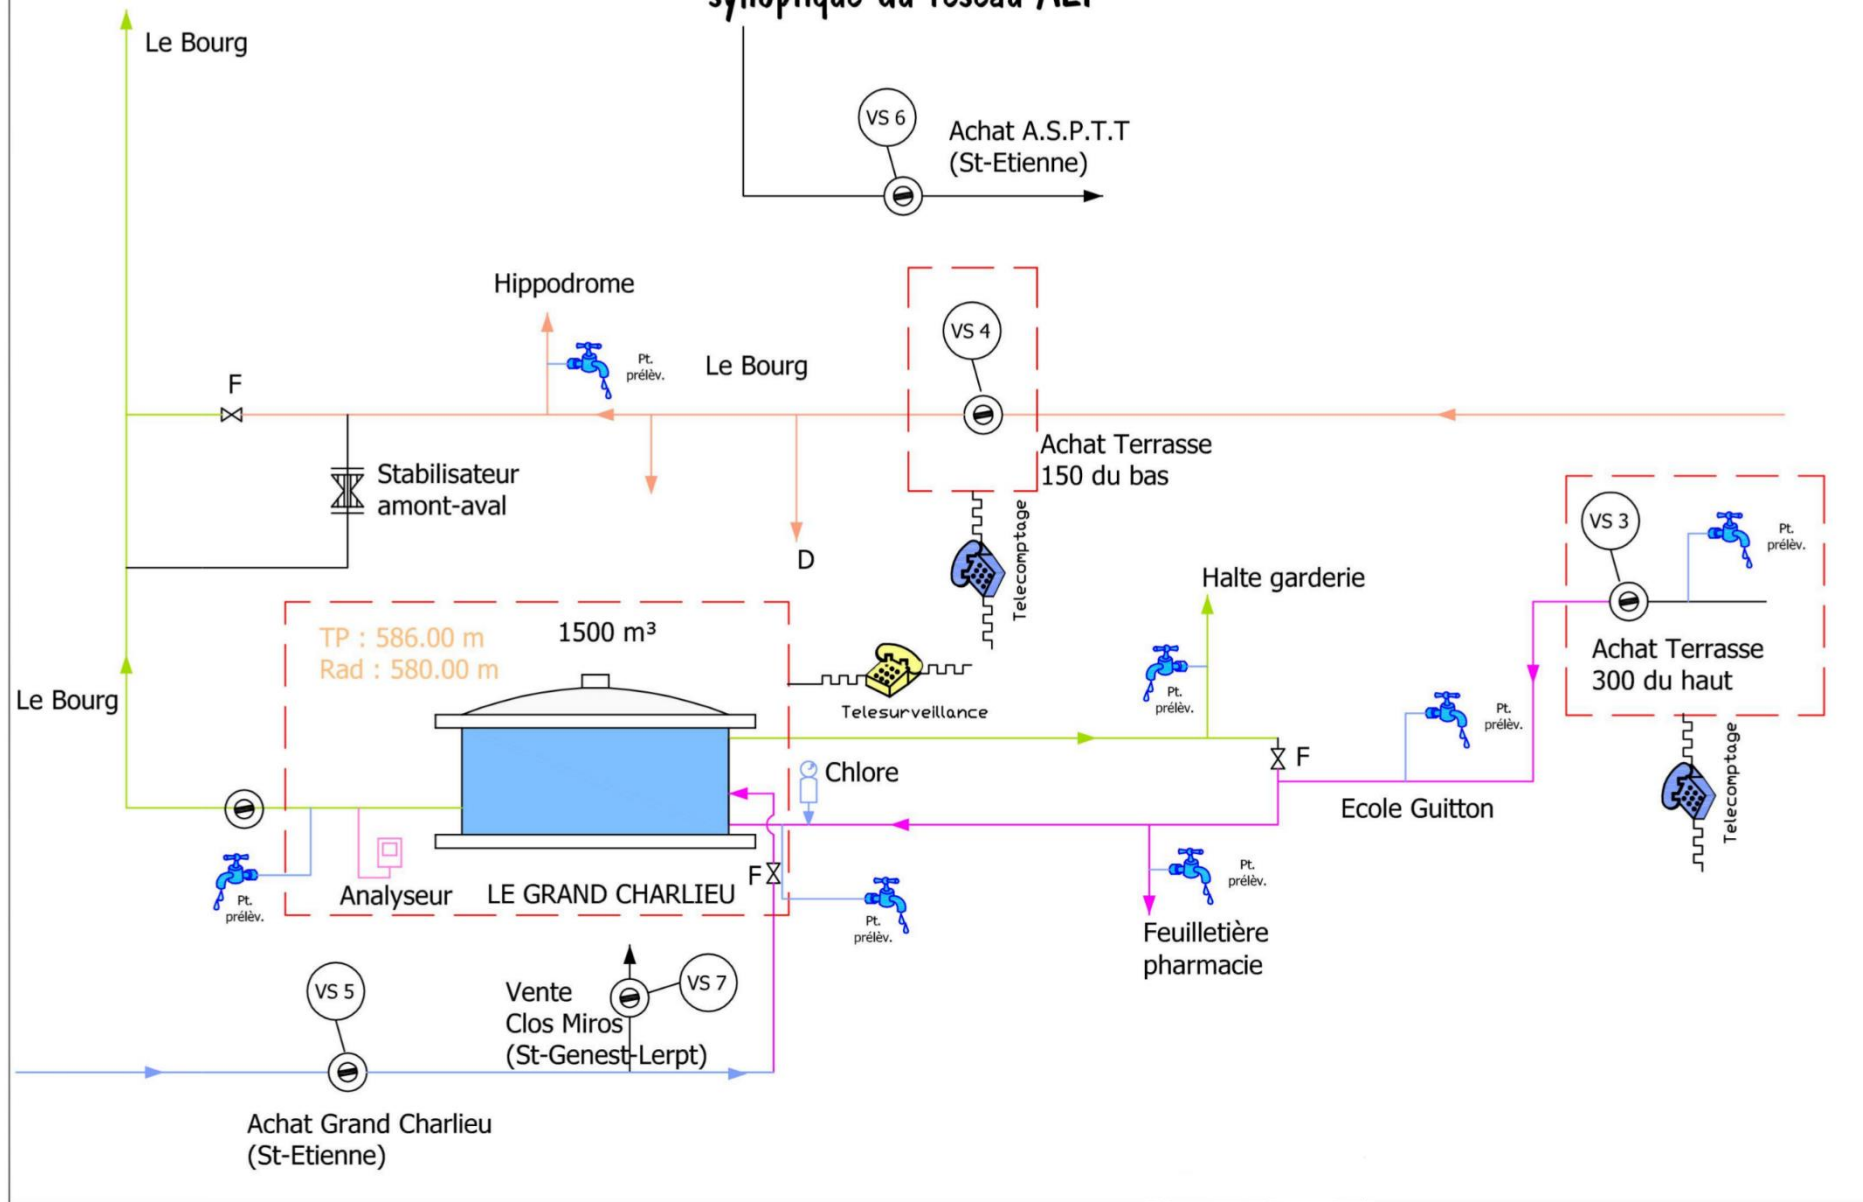 synoptique du réseau AEP
Le Bourg
VS 6
Achat A.S.P.T.T
(St-Etienne)
Hippodrome
VS 4
Pt.
prélèv.
Le Bourg
F
Achat Terrasse
150 du bas
Stabilisateur
amont-aval
VS 3
Pt.
prélèv.
Telecomptage
D
Halte garderie
TP : 586.00 m
Rad : 580.00 m
1500 m³
Achat Terrasse
300 du haut
Le Bourg
Pt.
prélèv.
Telesurveillance
Pt.
prélèv.
Telecomptage
F
Chlore
Ecole Guitton
F
Analyseur
LE GRAND CHARLIEU
Pt.
prélèv.
Pt.
prélèv.
Pt.
prélèv.
Feuilletière
pharmacie
VS 5
Vente
Clos Miros
(St-Genest-Lerpt)
VS 7
Achat Grand Charlieu
(St-Etienne)